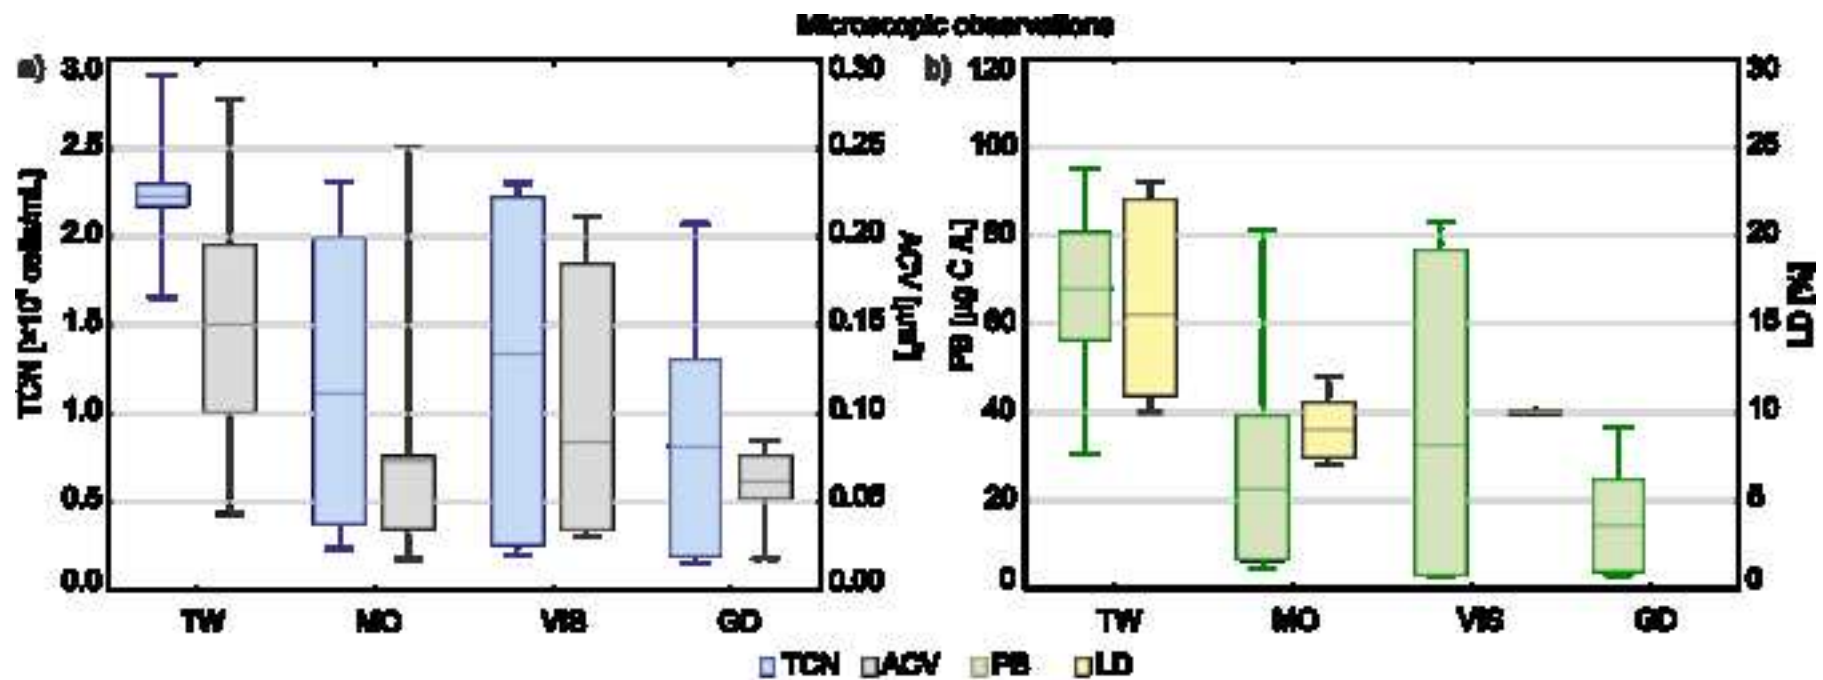 Microscopic observations
a) 3.0 0.30 b) 120 30
2.5 0.25 100 25
2.0 0.20 80 20
1.5 0.15 60 15
1.0 0.10 40 10
0.5 0.05 20 5
0.0 0.00 0 0
TCN [×10⁶ cells/mL]
ACV [µm³]
PB [µg C /L]
LD [%]
TW MO VIS GD TW MO VIS GD
TCN ACV PB LD